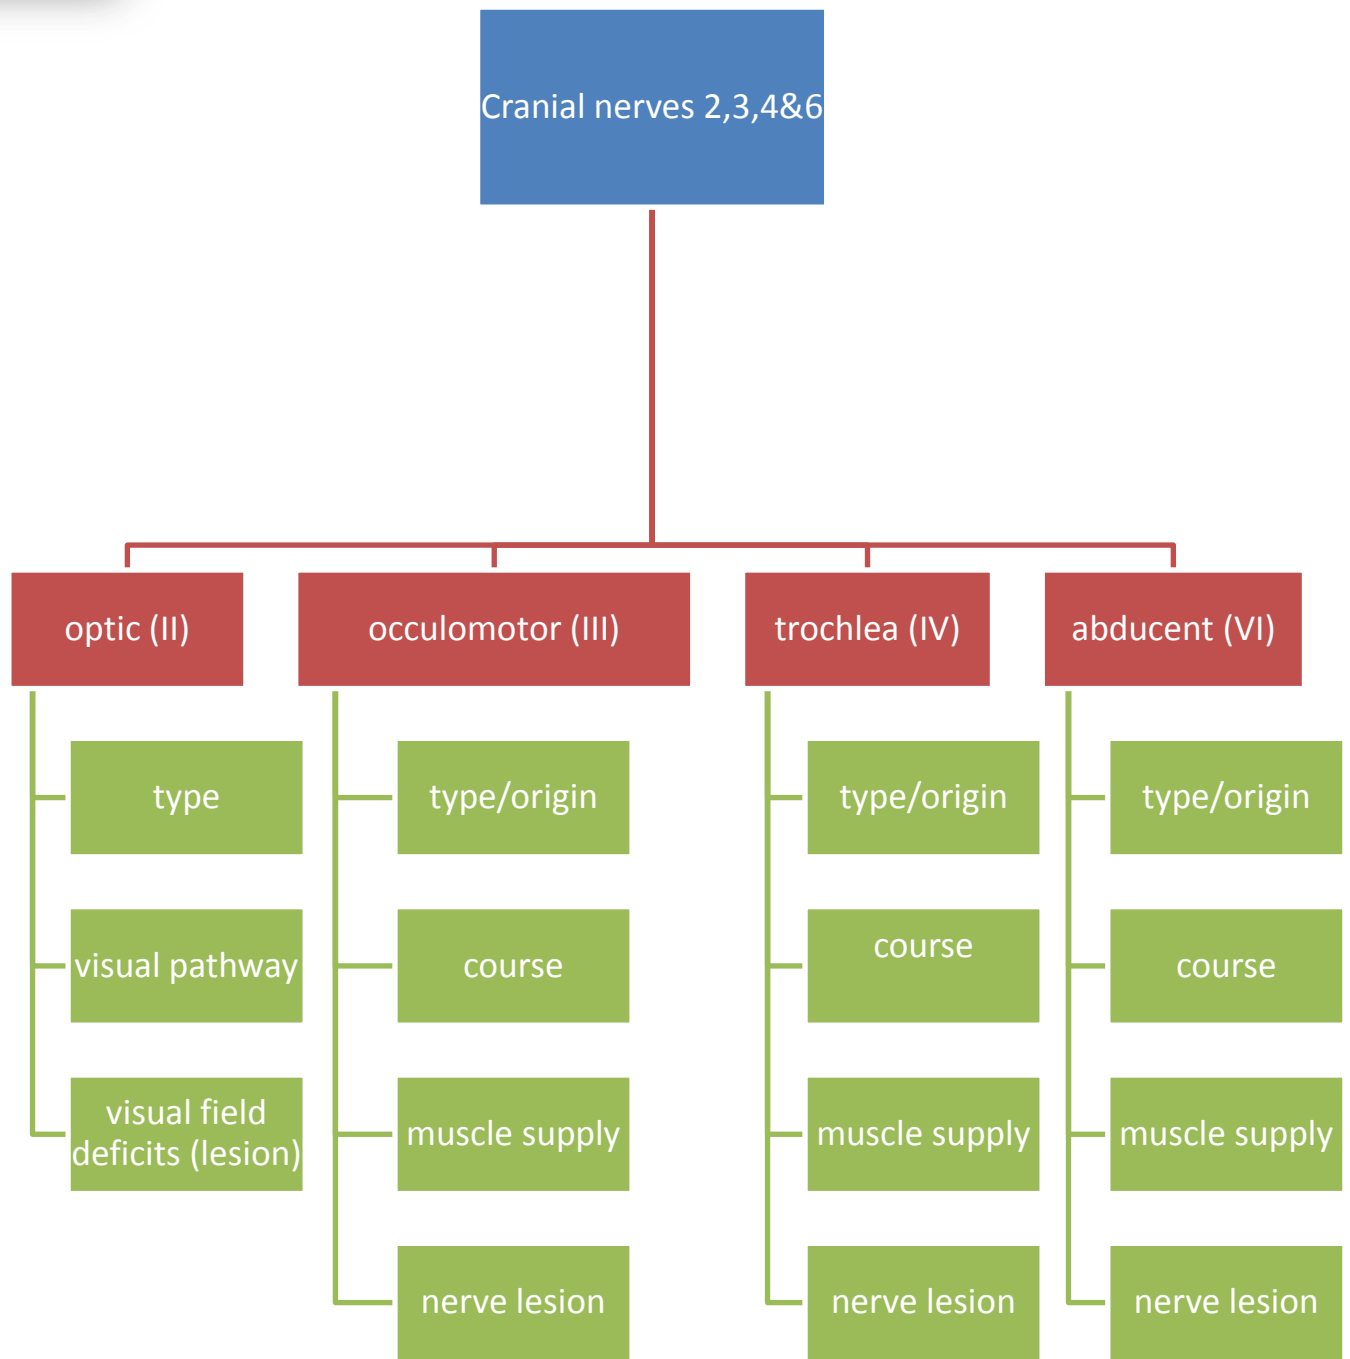 Cranial nerves 2,3,4&6
optic (II)
type
visual pathway
visual field
deficits (lesion)
occulomotor (III)
type/origin
course
muscle supply
nerve lesion
trochlea (IV)
type/origin
course
muscle supply
nerve lesion
abducent (VI)
type/origin
course
muscle supply
nerve lesion